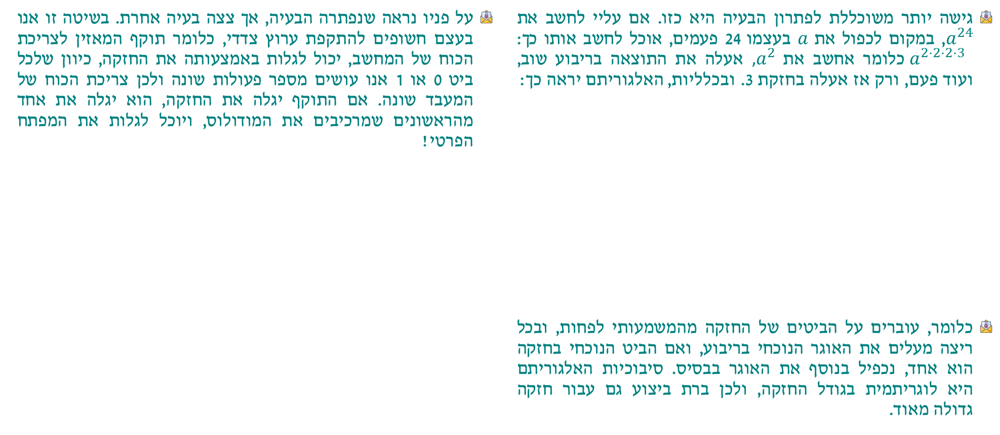 גישה יותר משוכללת לפתרון הבעיה היא כזו. אם עליי לחשב את
a²⁴, במקום לכפול את a בעצמו 24 פעמים, אוכל לחשב אותו כך:
a²·²·²·³ כלומר אחשב את a², אעלה את התוצאה בריבוע שוב,
ועוד פעם, ורק אז אעלה בחזקת 3. ובכלליות, האלגוריתם יראה כך:
כלומר, עוברים על הביטים של החזקה מהמשמעותי לפחות, ובכל
ריצה מעלים את האוגר הנוכחי בריבוע, ואם הביט הנוכחי בחזקה
הוא אחד, נכפיל בנוסף את האוגר בבסיס. סיבוכיות האלגוריתם
היא לוגריתמית בגודל החזקה, ולכן ברת ביצוע גם עבור חזקה
גדולה מאוד.
על פניו נראה שנפתרה הבעיה, אך צצה בעיה אחרת. בשיטה זו אנו
בעצם חשופים להתקפת ערוץ צדדי, כלומר תוקף המאזין לצריכת
הכוח של המחשב, יכול לגלות באמצעותה את החזקה, כיוון שלכל
ביט 0 או 1 אנו עושים מספר פעולות שונה ולכן צריכת הכוח של
המעבד שונה. אם התוקף יגלה את החזקה, הוא יגלה את אחד
מהראשונים שמרכיבים את המודולוס, ויוכל לגלות את המפתח
הפרטי!